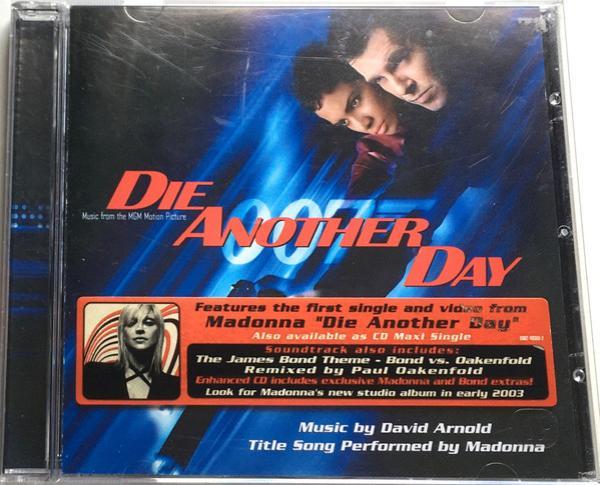 DIE
Music from the MGM Motion Picture
ANOTHER
007
DAY
Features the first single and video from
Madonna "Die Another Day"
Also available as CD Maxi Single
Soundtrack also includes:
The James Bond Theme - Bond vs. Oakenfold
Remixed by Paul Oakenfold
Enhanced CD includes exclusive Madonna and Bond extras!
Look for Madonna's new studio album in early 2003
Music by David Arnold
Title Song Performed by Madonna